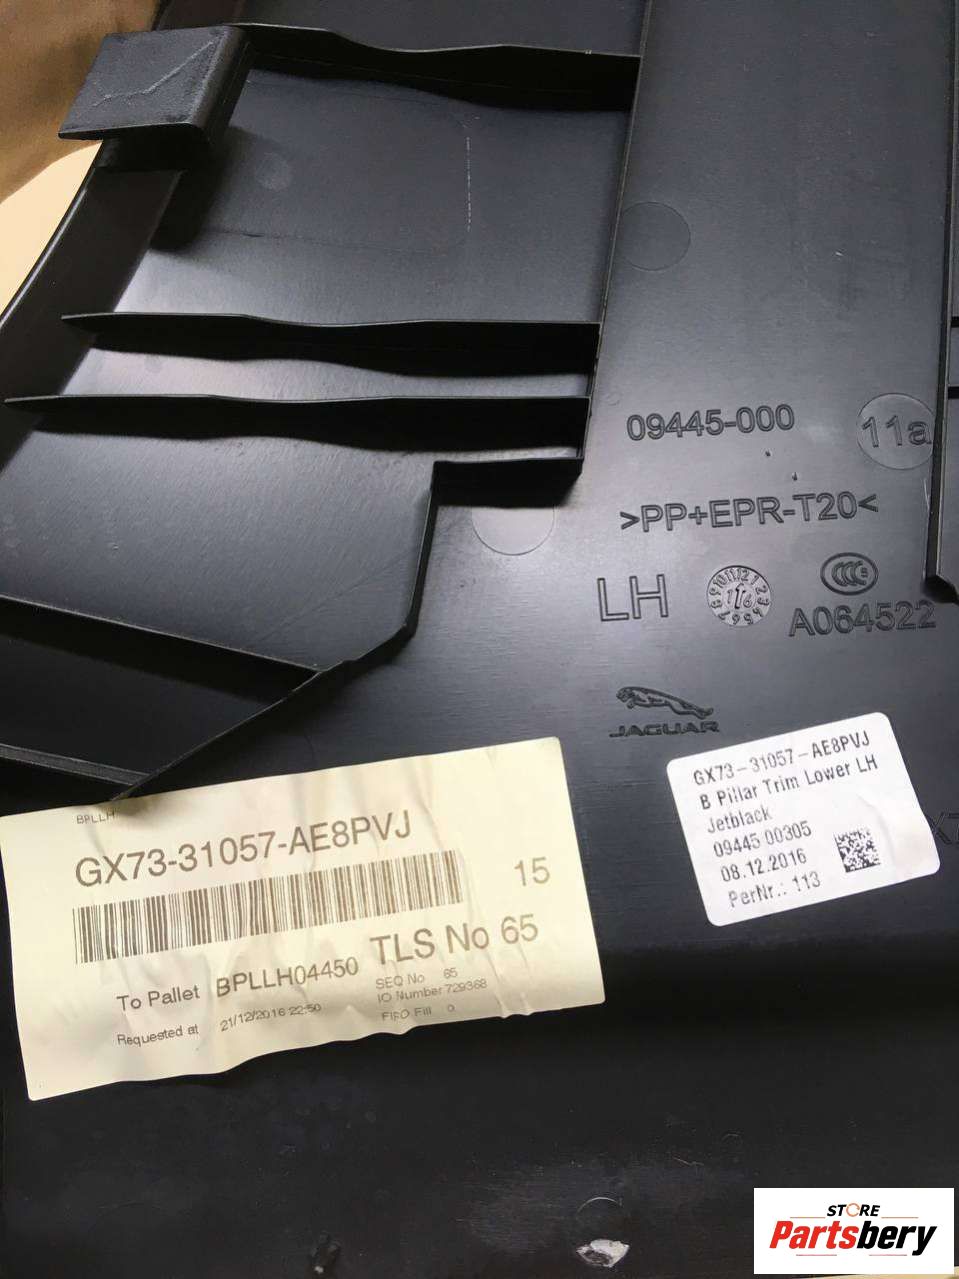 09445-000
11a
>PP+EPR-T20<
LH
A064522
JAGUAR
GX73-31057-AE8PVJ
B Pillar Trim Lower LH
Jetblack
09445 00305
08.12.2016
PerNr.: 113
BPLLH
GX73-31057-AE8PVJ
15
TLS No 65
To Pallet BPLLH04450
SEQ No 65
IO Number 729368
Requested at 21/12/2016 22:50
FIFO Fill 0
STORE
Partsbery